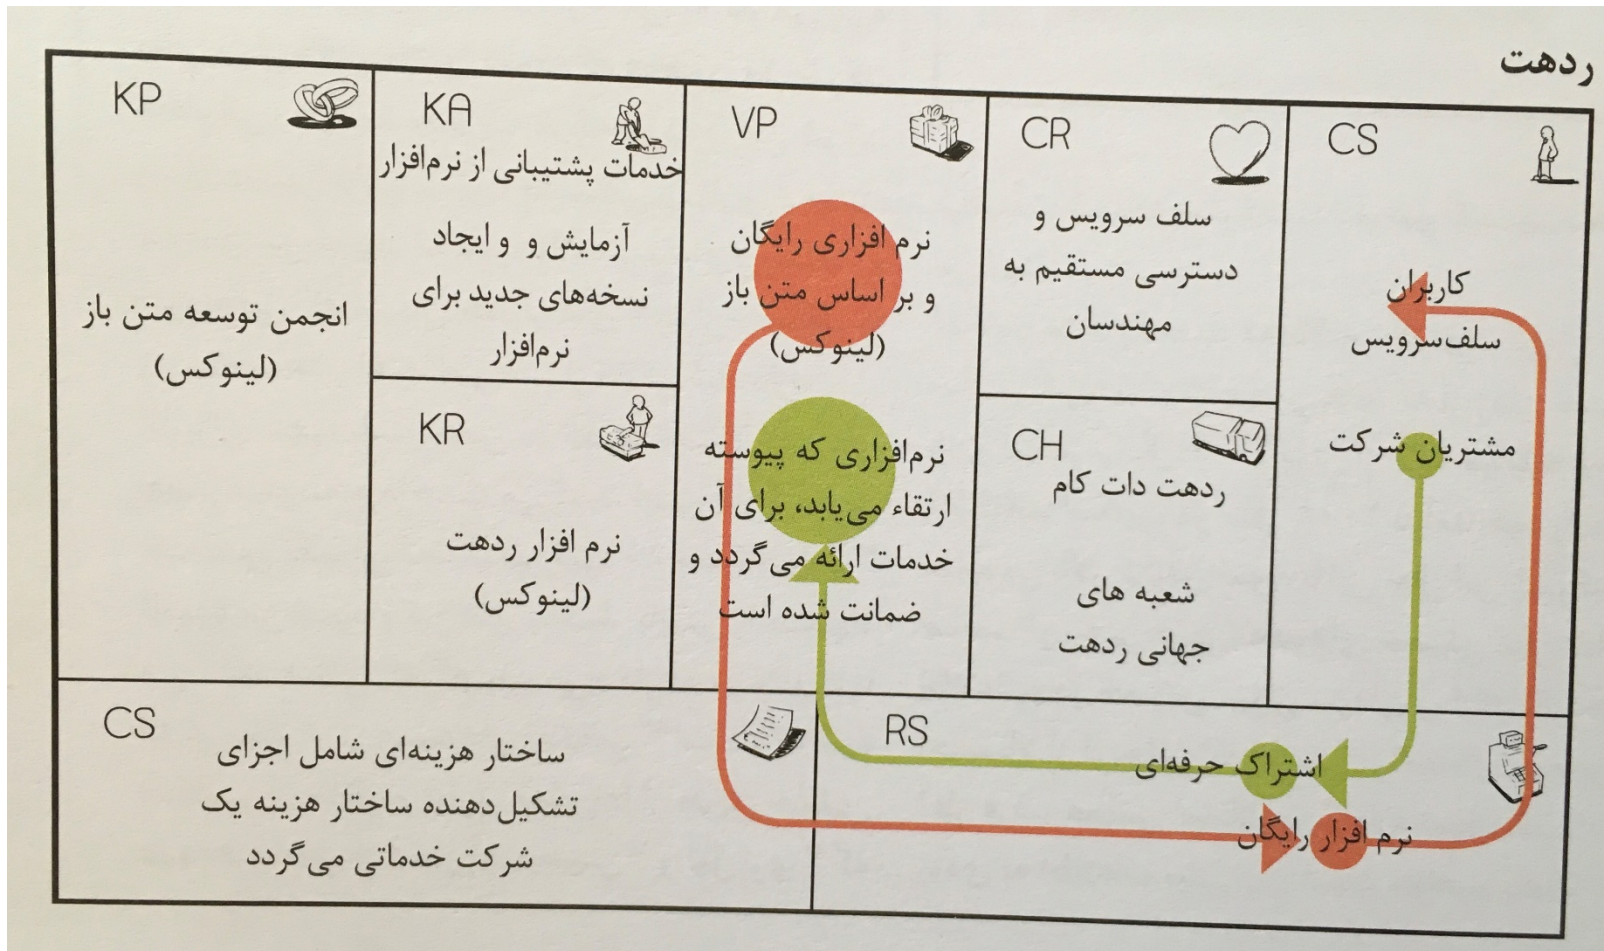 ردهت
KP
انجمن توسعه متن باز
(لینوکس)
KA
خدمات پشتیبانی از نرم‌افزار
آزمایش و و ایجاد
نسخه‌های جدید برای
نرم‌افزار
KR
نرم افزار ردهت
(لینوکس)
VP
نرم افزاری رایگان
و بر اساس متن باز
(لینوکس)
نرم‌افزاری که پیوسته
ارتقاء می‌یابد، برای آن
خدمات ارائه می‌گردد و
ضمانت شده است
CR
سلف سرویس و
دسترسی مستقیم به
مهندسان
CH
ردهت دات کام
شعبه های
جهانی ردهت
CS
کاربران
سلف‌سرویس
مشتریان شرکت
CS
ساختار هزینه‌ای شامل اجزای
تشکیل‌دهنده ساختار هزینه یک
شرکت خدماتی می‌گردد
RS
اشتراک حرفه‌ای
نرم افزار رایگان